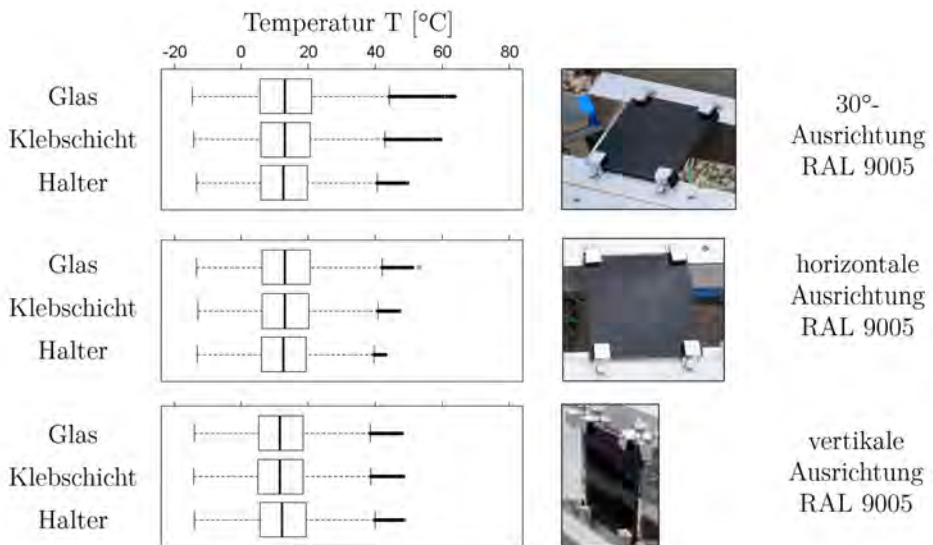 Temperatur T [°C]
-20 0 20 40 60 80
Glas
Klebschicht
Halter
30°-
Ausrichtung
RAL 9005
Glas
Klebschicht
Halter
horizontale
Ausrichtung
RAL 9005
Glas
Klebschicht
Halter
vertikale
Ausrichtung
RAL 9005